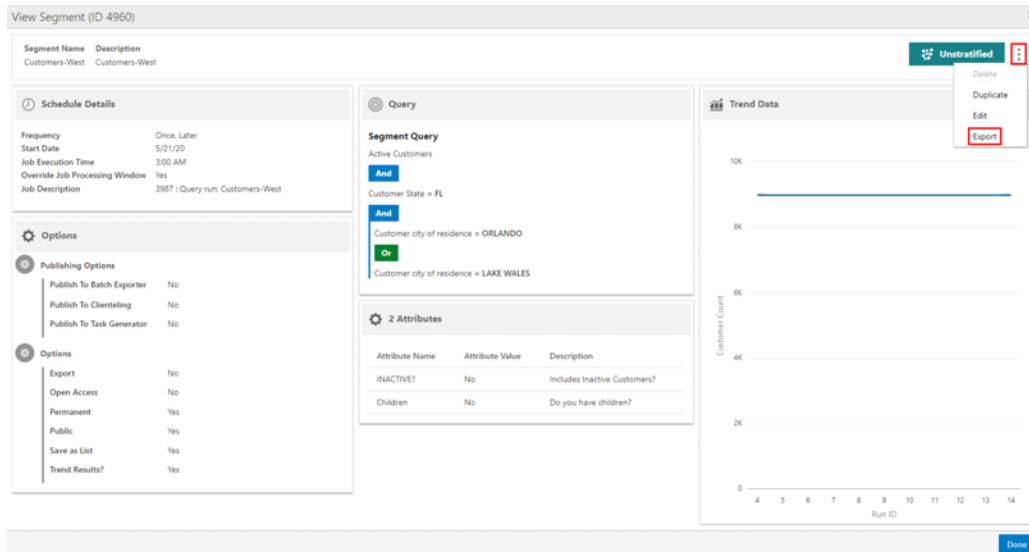 View Segment (ID 4960)
Segment Name Description
Customers-West Customers-West
Unstratified
Delete
Duplicate
Edit
Export
Schedule Details
Frequency Once, Later
Start Date 5/21/20
Job Execution Time 3:00 AM
Override Job Processing Window Yes
Job Description 3987 : Query run: Customers-West
Options
Publishing Options
Publish To Batch Exporter No
Publish To Clienteling No
Publish To Task Generator No
Options
Export No
Open Access No
Permanent Yes
Public Yes
Save as List Yes
Trend Results? Yes
Query
Segment Query
Active Customers
And
Customer State = FL
And
Customer city of residence = ORLANDO
Or
Customer city of residence = LAKE WALES
2 Attributes
Attribute Name Attribute Value Description
INACTIVE? No Includes Inactive Customers?
Children No Do you have children?
Trend Data
10K
8K
6K
4K
2K
0
Customer Count
4 5 6 7 8 9 10 11 12 13 14
Run ID
Done